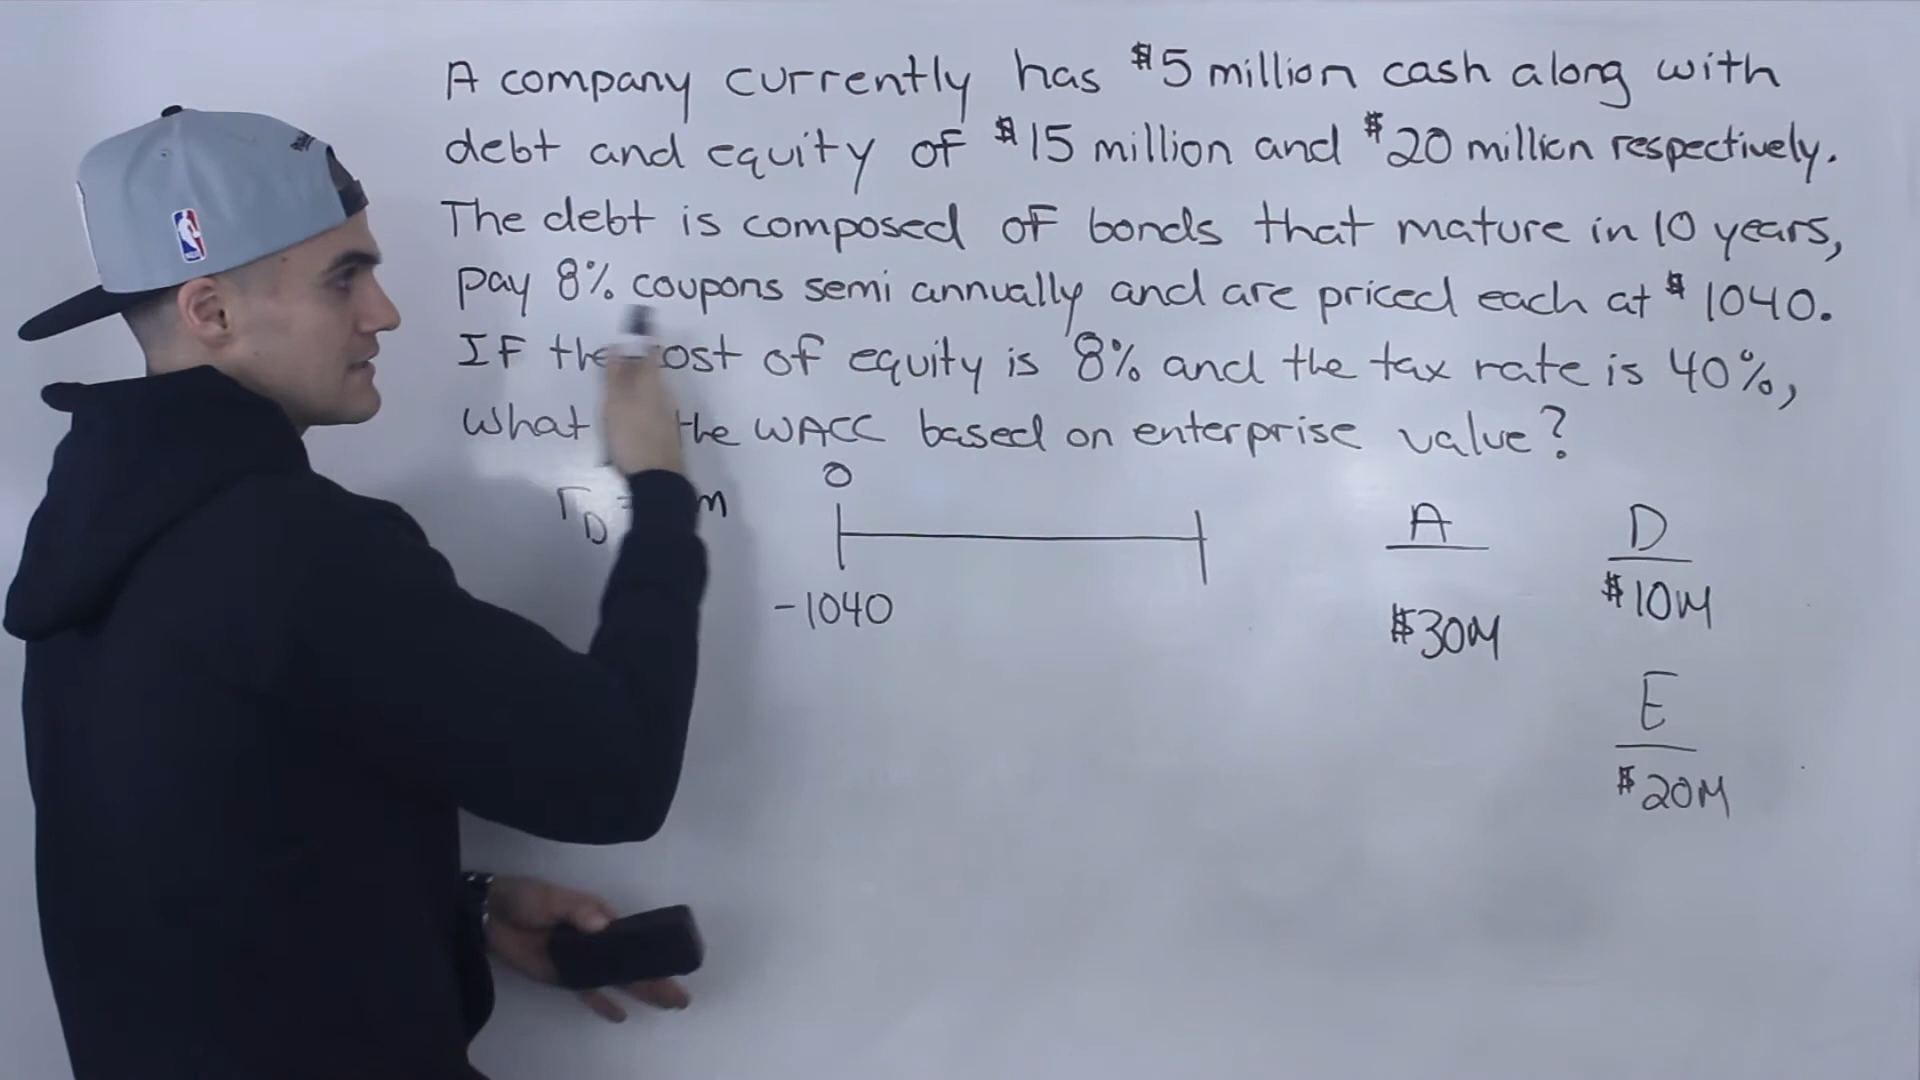 A company currently has $5 million cash along with
debt and equity of $15 million and $20 million respectively.
The debt is composed of bonds that mature in 10 years,
pay 8% coupons semi annually and are priced each at $1040.
If the cost of equity is 8% and the tax rate is 40%,
what the WACC based on enterprise value?
0
r_D =
-1040
A
$30M
D
$10M
E
$20M